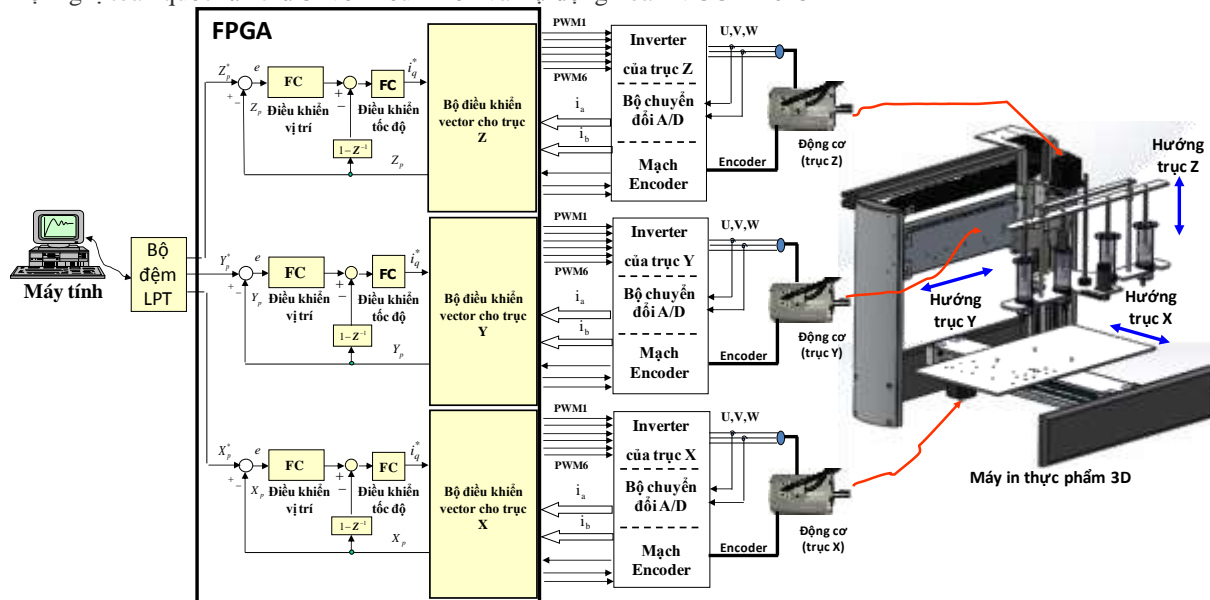 FPGA
Máy tính
Bộ
đệm
LPT
Z*p
+
−
e
Zp
FC
Điều khiển
vị trí
+
−
FC
Điều khiển
tốc độ
i*q
1−Z⁻¹
Zp
Bộ điều khiển
vector cho trục
Z
PWM1
PWM6
ia
ib
Inverter
của trục Z
Bộ chuyển
đổi A/D
Mạch
Encoder
U,V,W
Encoder
Động cơ
(trục Z)
Y*p
+
−
e
Yp
FC
Điều khiển
vị trí
+
−
FC
Điều khiển
tốc độ
i*q
1−Z⁻¹
Yp
Bộ điều khiển
vector cho trục
Y
PWM1
PWM6
ia
ib
Inverter
của trục Y
Bộ chuyển
đổi A/D
Mạch
Encoder
U,V,W
Encoder
Động cơ
(trục Y)
X*p
+
−
e
Xp
FC
Điều khiển
vị trí
+
−
FC
Điều khiển
tốc độ
i*q
1−Z⁻¹
Xp
Bộ điều khiển
vector cho trục
X
PWM1
PWM6
ia
ib
Inverter
của trục X
Bộ chuyển
đổi A/D
Mạch
Encoder
U,V,W
Encoder
Động cơ
(trục X)
Hướng
trục Z
Hướng
trục Y
Hướng
trục X
Máy in thực phẩm 3D